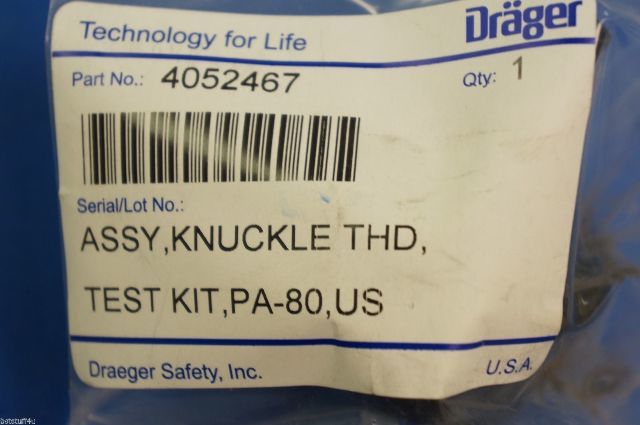 Technology for Life
Dräger
Part No.: 4052467
Qty: 1
Serial/Lot No.:
ASSY,KNUCKLE THD,
TEST KIT,PA-80,US
Draeger Safety, Inc.
U.S.A.
botstuff4u